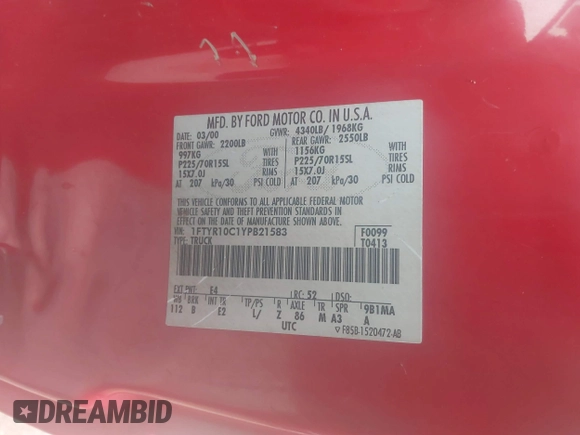 MFD. BY FORD MOTOR CO. IN U.S.A.
DATE: 03/00 GVWR: 4340LB/ 1968KG
FRONT GAWR: 2200LB REAR GAWR: 2550LB
997KG WITH 1156KG WITH
P225/70R15SL TIRES P225/70R15SL TIRES
15X7.0J RIMS 15X7.0J RIMS
AT 207 kPa/30 PSI COLD AT 207 kPa/30 PSI COLD
THIS VEHICLE CONFORMS TO ALL APPLICABLE FEDERAL MOTOR
VEHICLE SAFETY AND THEFT PREVENTION STANDARDS IN EFFECT
ON THE DATE OF MANUFACTURE SHOWN ABOVE.
VIN: 1FTYR10C1YPB21583 F0099
TYPE: TRUCK T0413
EXT PNT: E4 RC: 52 DSO:
WB BRK INT TR TP/PS R AXLE TR SPR 9B1MA
112 B E2 L/ Z 86 M A3 A
UTC
F85B-1520472-AB
DREAMBID